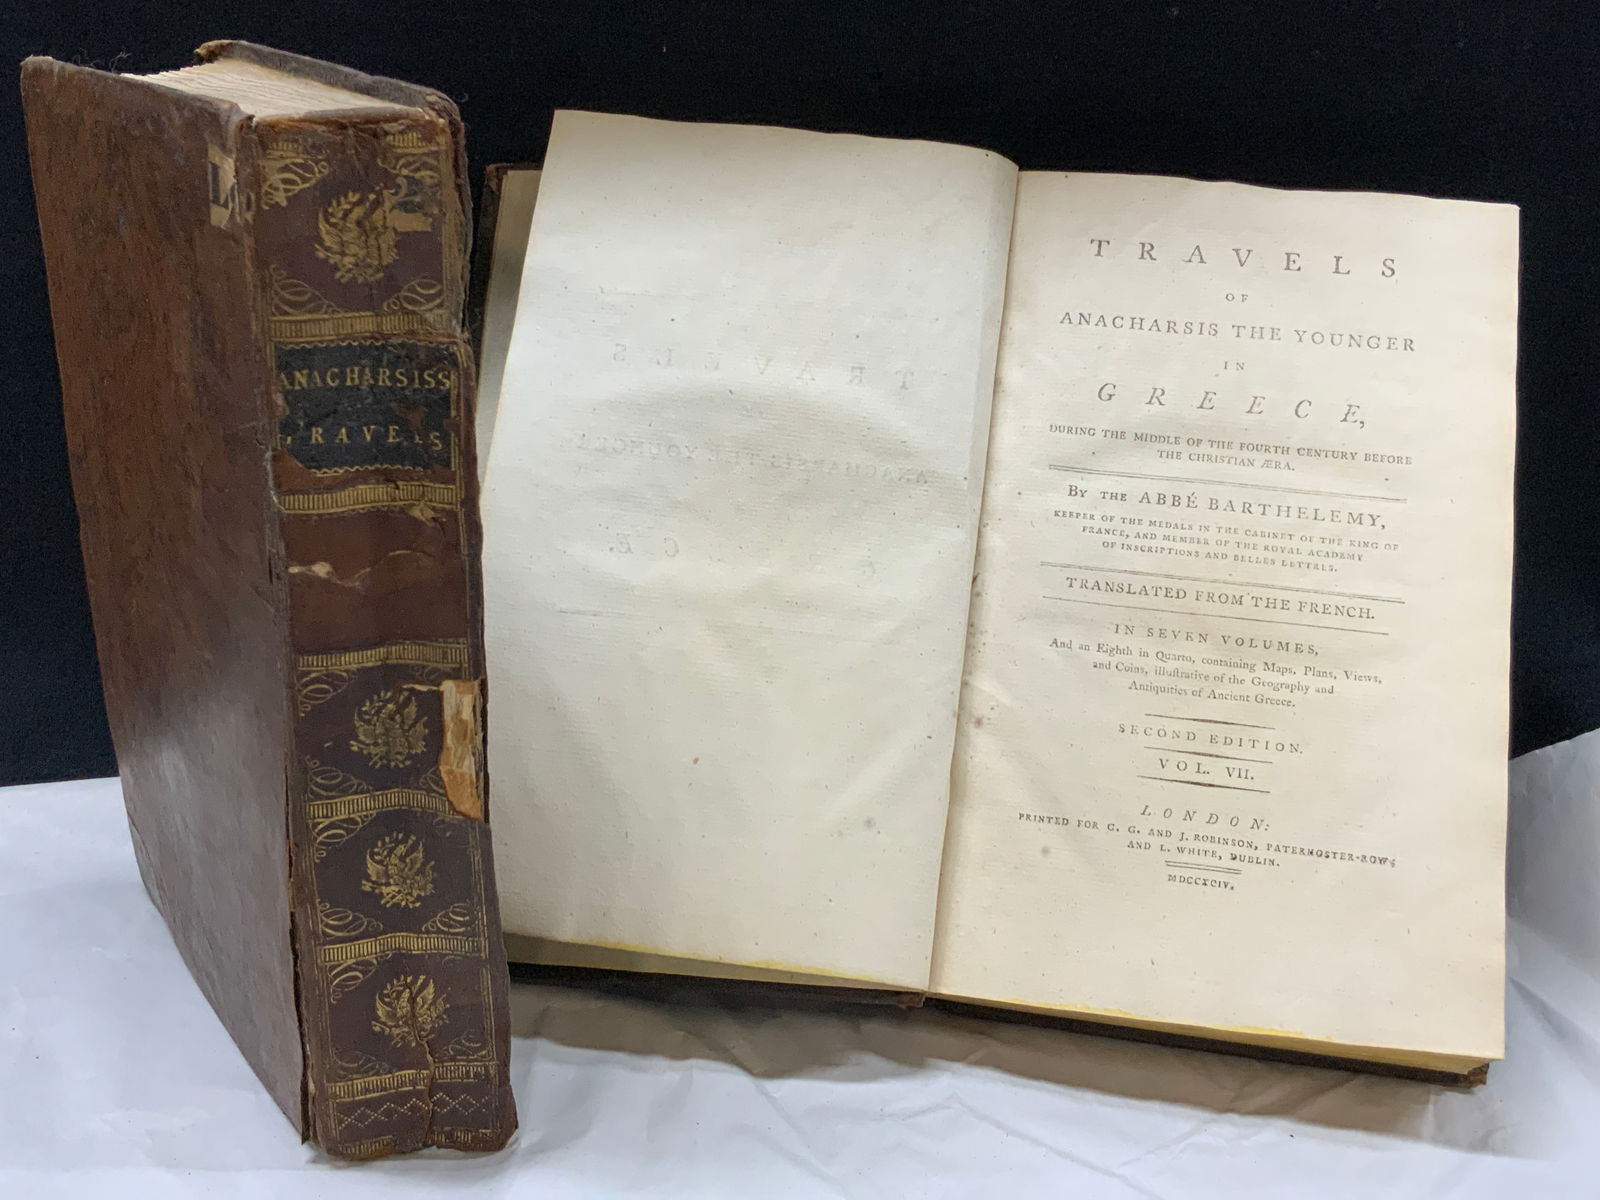 ANACHARSISS
TRAVELS
TRAVELS
OF
ANACHARSIS THE YOUNGER
IN
GREECE,
DURING THE MIDDLE OF THE FOURTH CENTURY BEFORE
THE CHRISTIAN ÆRA.
BY THE ABBÉ BARTHELEMY,
KEEPER OF THE MEDALS IN THE CABINET OF THE KING OF
FRANCE, AND MEMBER OF THE ROYAL ACADEMY
OF INSCRIPTIONS AND BELLES LETTRES.
TRANSLATED FROM THE FRENCH.
IN SEVEN VOLUMES,
And an Eighth in Quarto, containing Maps, Plans, Views,
and Coins, illustrative of the Geography and
Antiquities of Ancient Greece.
SECOND EDITION.
VOL. VII.
LONDON:
PRINTED FOR C. G. AND J. ROBINSON, PATERNOSTER-ROW;
AND L. WHITE, DUBLIN.
MDCCXCIV.